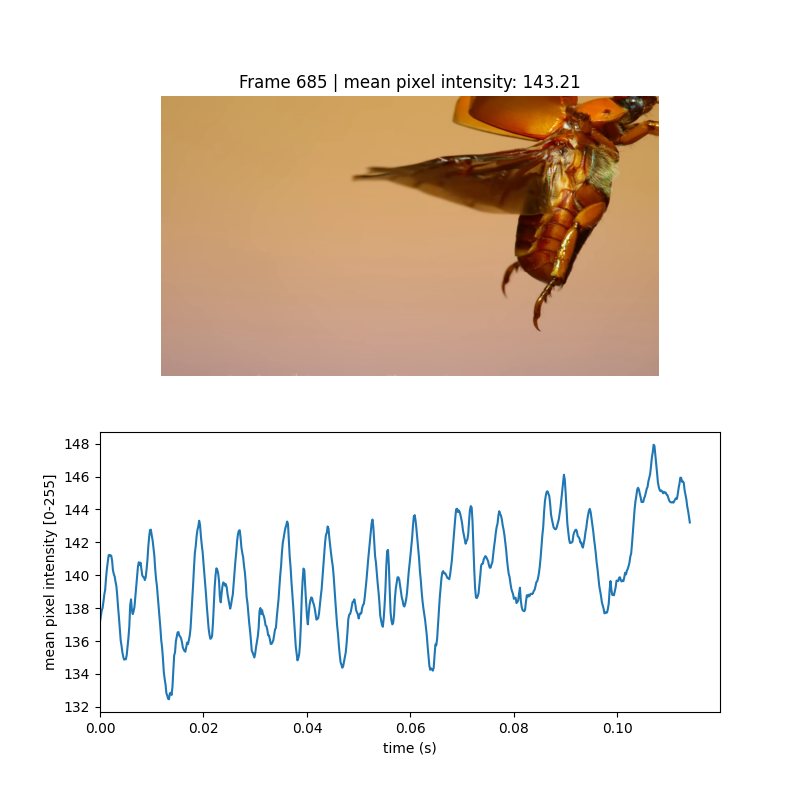 Frame 685 | mean pixel intensity: 143.21
148
146
144
142
140
138
136
134
132
mean pixel intensity [0-255]
0.00 0.02 0.04 0.06 0.08 0.10
time (s)